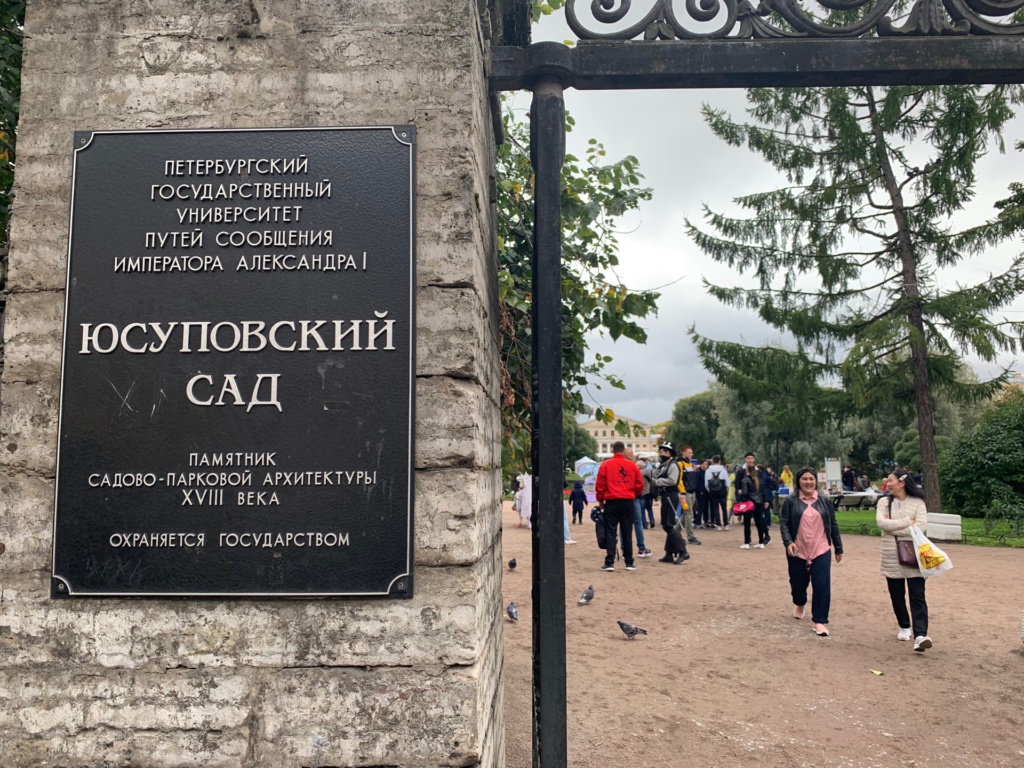 ПЕТЕРБУРГСКИЙ
ГОСУДАРСТВЕННЫЙ
УНИВЕРСИТЕТ
ПУТЕЙ СООБЩЕНИЯ
ИМПЕРАТОРА АЛЕКСАНДРА I
ЮСУПОВСКИЙ
САД
ПАМЯТНИК
САДОВО-ПАРКОВОЙ АРХИТЕКТУРЫ
XVIII ВЕКА
ОХРАНЯЕТСЯ ГОСУДАРСТВОМ